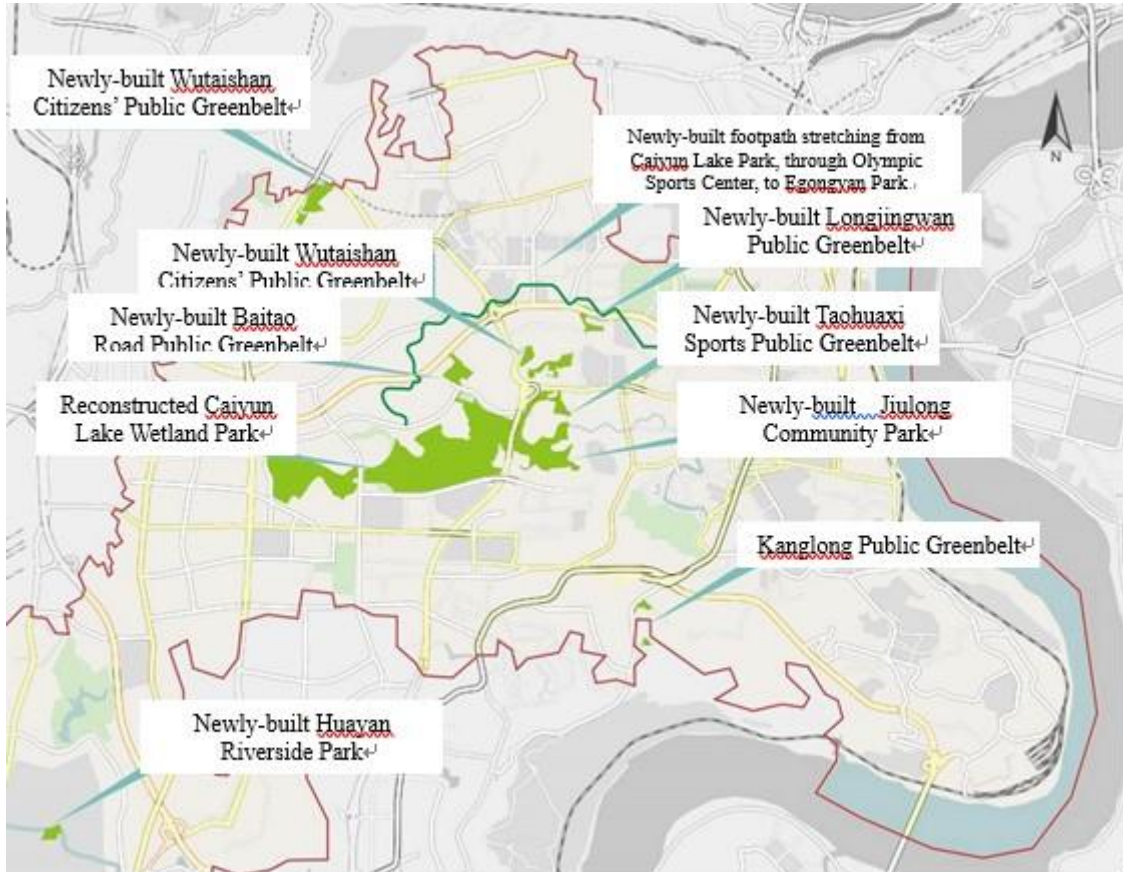 Newly-built Wutaishan
Citizens' Public Greenbelt↵
Newly-built footpath stretching from
Caiyun Lake Park, through Olympic
Sports Center, to Egongyan Park.↵
N
Newly-built Longjingwan
Public Greenbelt↵
Newly-built Wutaishan
Citizens' Public Greenbelt↵
Newly-built Baitao
Road Public Greenbelt↵
Newly-built Taohuaxi
Sports Public Greenbelt↵
Reconstructed Caiyun
Lake Wetland Park↵
Newly-built Jiulong
Community Park↵
Kanglong Public Greenbelt↵
Newly-built Huayan
Riverside Park↵